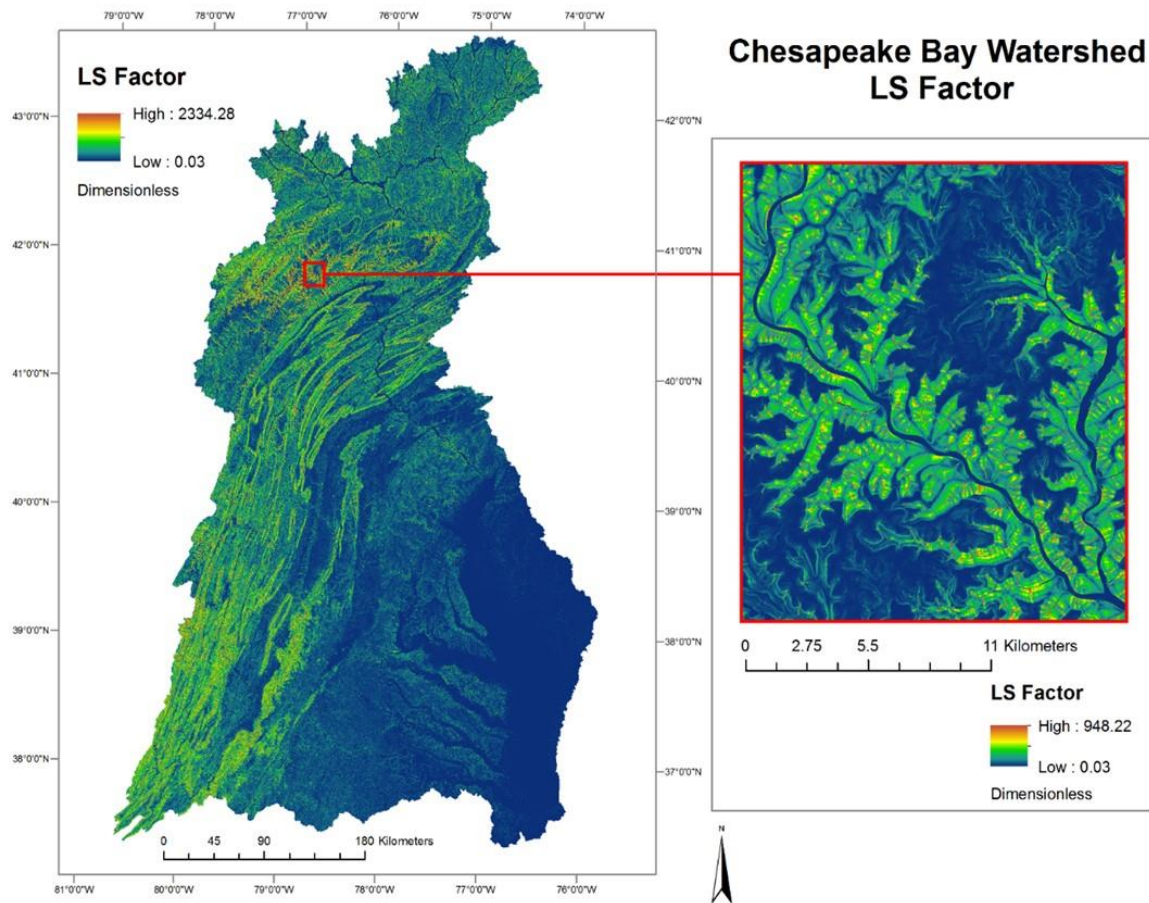 79°0'0"W 78°0'0"W 77°0'0"W 76°0'0"W 75°0'0"W 74°0'0"W
Chesapeake Bay Watershed
LS Factor
LS Factor
High : 2334.28
Low : 0.03
Dimensionless
43°0'0"N
42°0'0"N
41°0'0"N
40°0'0"N
39°0'0"N
38°0'0"N
42°0'0"N
41°0'0"N
40°0'0"N
39°0'0"N
38°0'0"N
37°0'0"N
0 45 90 180 Kilometers
81°0'0"W 80°0'0"W 79°0'0"W 78°0'0"W 77°0'0"W 76°0'0"W
0 2.75 5.5 11 Kilometers
LS Factor
High : 948.22
Low : 0.03
Dimensionless
N